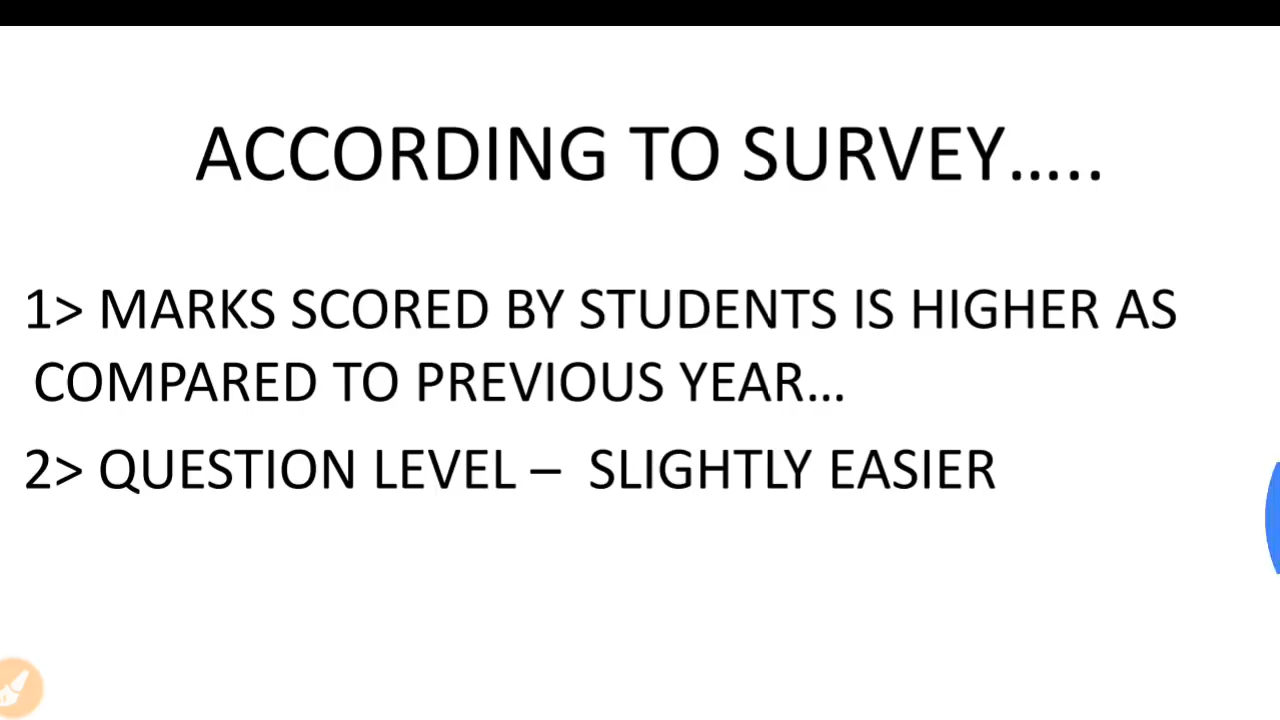 ACCORDING TO SURVEY.....
1> MARKS SCORED BY STUDENTS IS HIGHER AS
COMPARED TO PREVIOUS YEAR...
2> QUESTION LEVEL – SLIGHTLY EASIER